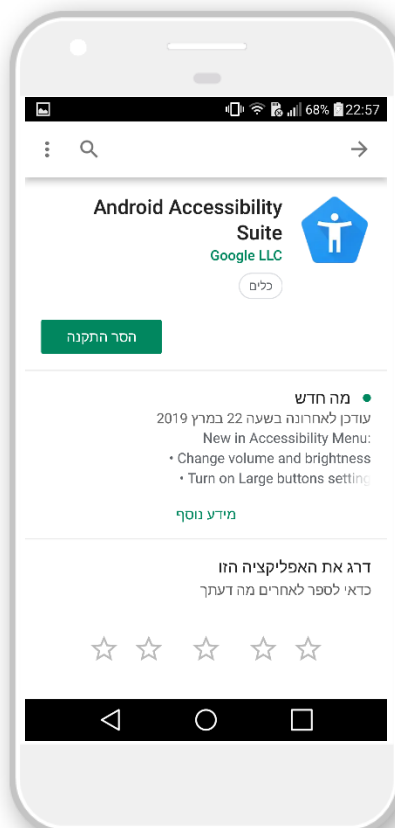 68% 22:57
Android Accessibility
Suite
Google LLC
כלים
הסר התקנה
מה חדש
עודכן לאחרונה בשעה 22 במרץ 2019
New in Accessibility Menu:
• Change volume and brightness
• Turn on Large buttons setting
מידע נוסף
דרג את האפליקציה הזו
כדאי לספר לאחרים מה דעתך